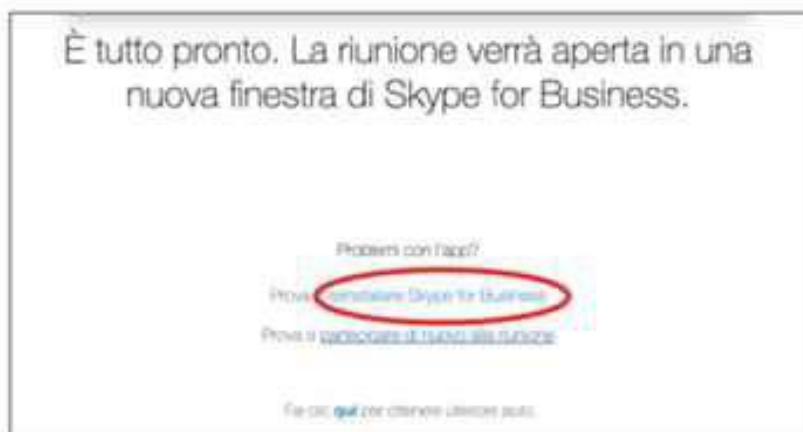 È tutto pronto. La riunione verrà aperta in una
nuova finestra di Skype for Business.
Problemi con l'app?
Prova a reinstallare Skype for Business
Prova a partecipare di nuovo alla riunione
Fai clic qui per ottenere ulteriore aiuto.